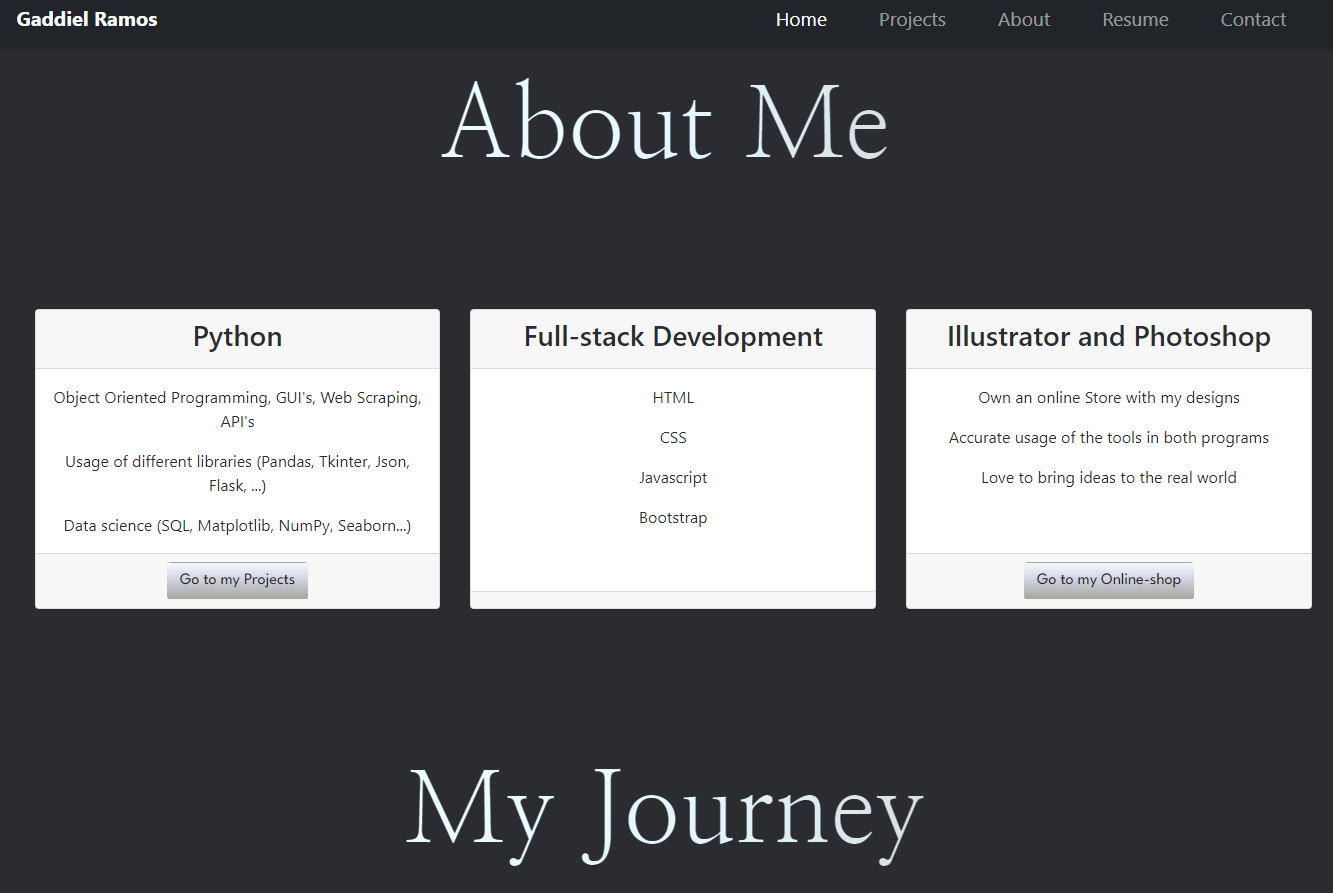 Gaddiel Ramos
Home Projects About Resume Contact
About Me
Python
Object Oriented Programming, GUI's, Web Scraping,
API's
Usage of different libraries (Pandas, Tkinter, Json,
Flask, ...)
Data science (SQL, Matplotlib, NumPy, Seaborn...)
Go to my Projects
Full-stack Development
HTML
CSS
Javascript
Bootstrap
Illustrator and Photoshop
Own an online Store with my designs
Accurate usage of the tools in both programs
Love to bring ideas to the real world
Go to my Online-shop
My Journey